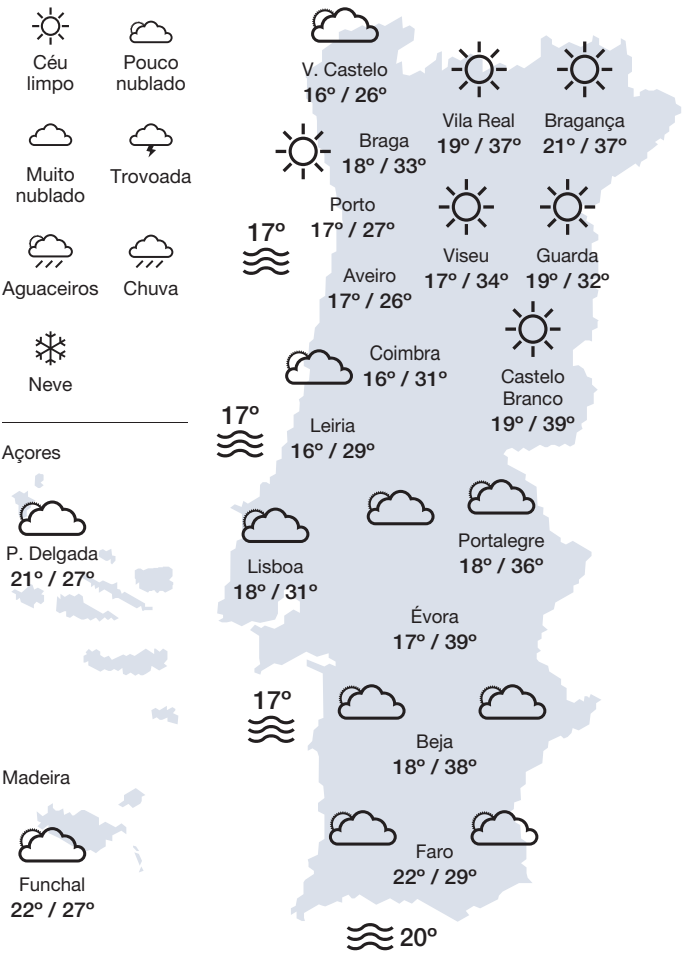 Céu
limpo
Pouco
nublado
Muito
nublado
Trovoada
Aguaceiros
Chuva
Neve
Açores
P. Delgada
21º / 27º
Madeira
Funchal
22º / 27º
V. Castelo
16º / 26º
Vila Real
19º / 37º
Bragança
21º / 37º
Braga
18º / 33º
Porto
17º / 27º
17º
Viseu
17º / 34º
Guarda
19º / 32º
Aveiro
17º / 26º
Coimbra
16º / 31º
Castelo
Branco
19º / 39º
17º
Leiria
16º / 29º
Lisboa
18º / 31º
Portalegre
18º / 36º
Évora
17º / 39º
17º
Beja
18º / 38º
Faro
22º / 29º
20º